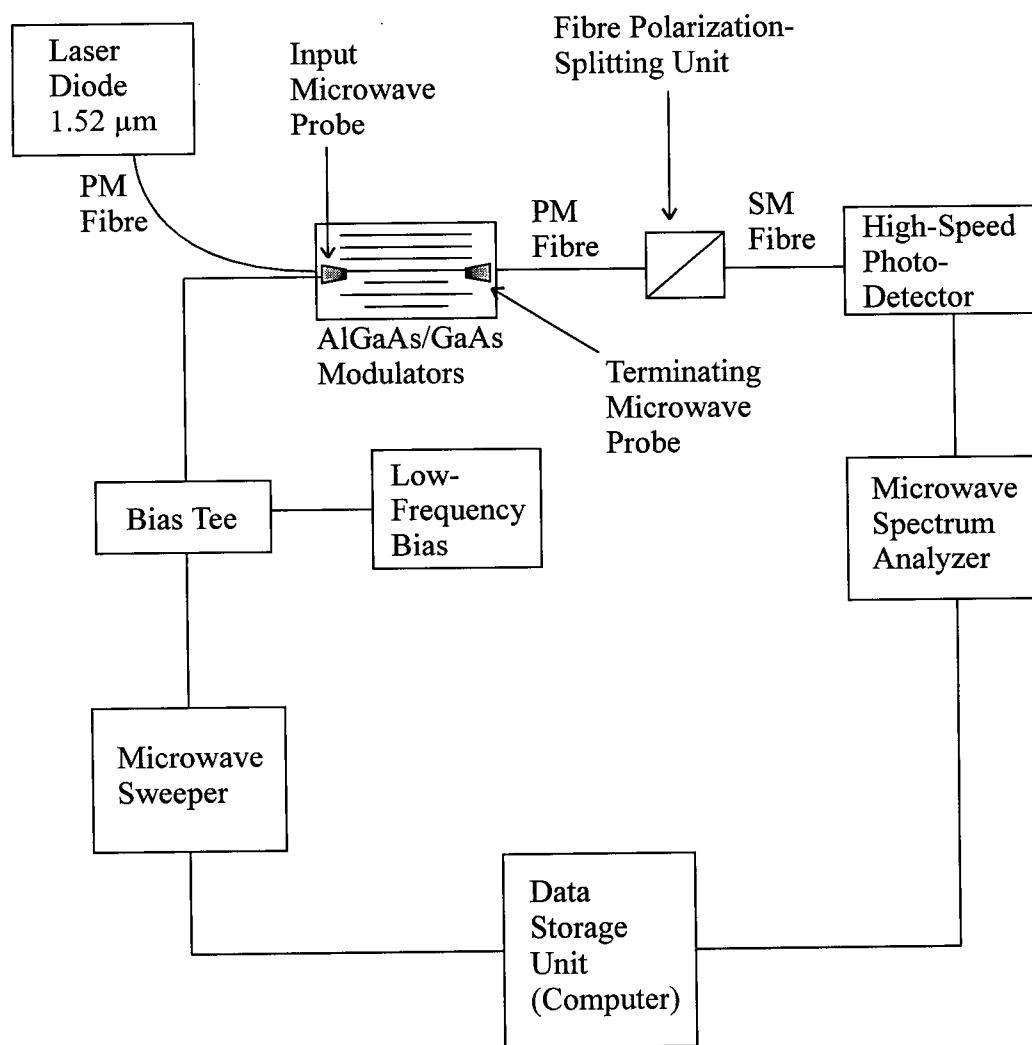 Laser
Diode
1.52 µm
Input
Microwave
Probe
Fibre Polarization-
Splitting Unit
PM
Fibre
PM
Fibre
SM
Fibre
High-Speed
Photo-
Detector
AlGaAs/GaAs
Modulators
Terminating
Microwave
Probe
Bias Tee
Low-
Frequency
Bias
Microwave
Spectrum
Analyzer
Microwave
Sweeper
Data
Storage
Unit
(Computer)